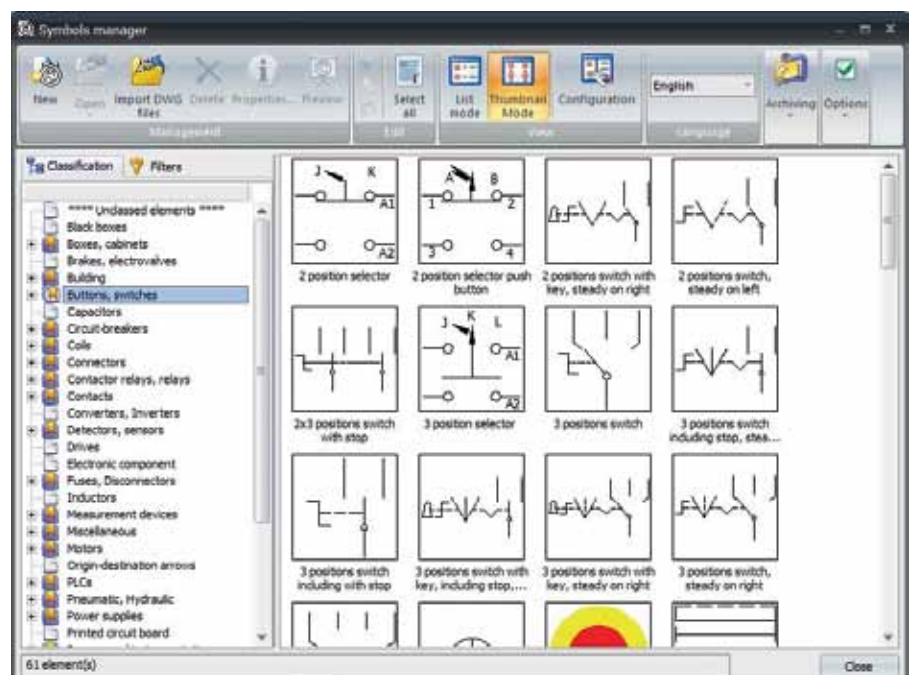 Symbols manager
New
Open
Import DWG files
Delete
Properties...
Preview
Select all
List mode
Thumbnail Mode
Configuration
English
Archiving
Options
Management
Edit
View
Language
Classification
Filters
**** Unclassed elements ****
Black boxes
Boxes, cabinets
Brakes, electrovalves
Building
Buttons, switches
Capacitors
Circuit-breakers
Coils
Connectors
Contactor relays, relays
Contacts
Converters, Inverters
Detectors, sensors
Drives
Electronic component
Fuses, Disconnectors
Inductors
Measurement devices
Miscellaneous
Motors
Origin-destination arrows
PLCs
Pneumatic, Hydraulic
Power supplies
Printed circuit board
J K
A1
A2
2 position selector
A B
1 2
3 4
2 position selector push
button
2 positions switch with
key, steady on right
2 positions switch,
steady on left
3x3 positions switch
with stop
J K L
A1
A2
3 position selector
3 positions switch
3 positions switch
including stop, stea...
3 positions switch
including with stop
3 positions switch with
key, including stop,...
3 positions switch with
key, steady on right
3 positions switch,
steady on right
61 element(s)
Close